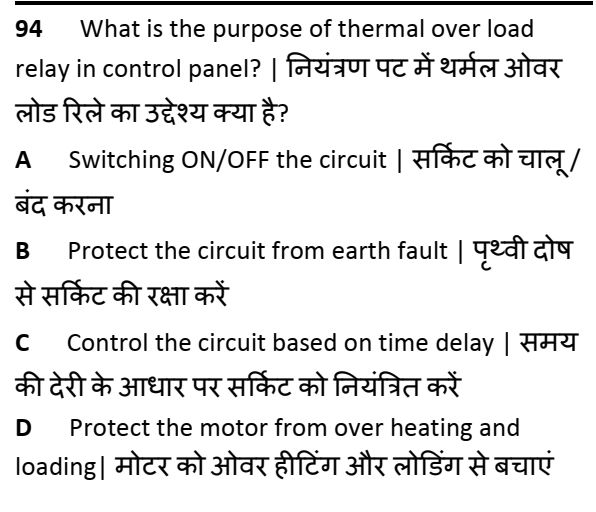 94 What is the purpose of thermal over load
relay in control panel? | नियंत्रण पट में थर्मल ओवर
लोड रिले का उद्देश्य क्या है?
A Switching ON/OFF the circuit | सर्किट को चालू /
बंद करना
B Protect the circuit from earth fault | पृथ्वी दोष
से सर्किट की रक्षा करें
C Control the circuit based on time delay | समय
की देरी के आधार पर सर्किट को नियंत्रित करें
D Protect the motor from over heating and
loading| मोटर को ओवर हीटिंग और लोडिंग से बचाएं